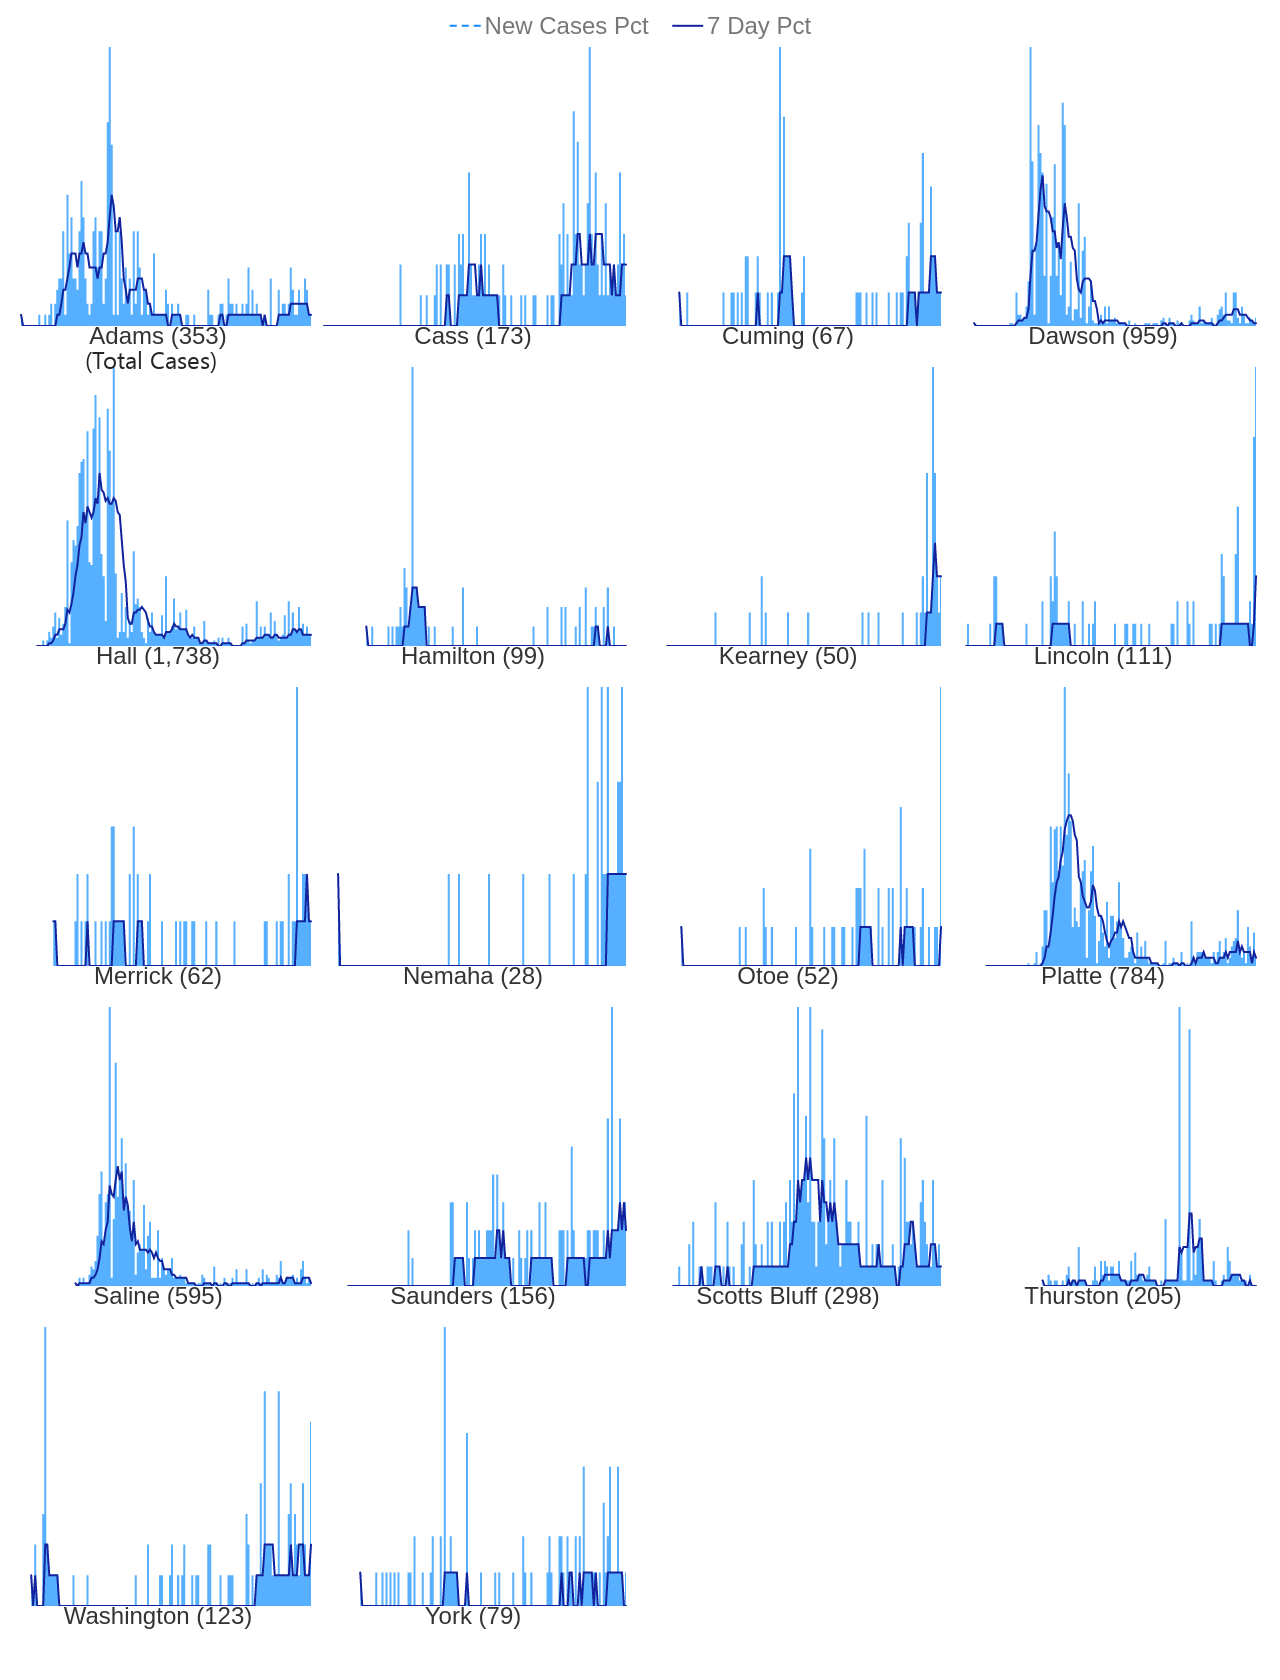 New Cases Pct 7 Day Pct
Adams (353) Cass (173) Cuming (67) Dawson (959)
(Total Cases)
Hall (1,738) Hamilton (99) Kearney (50) Lincoln (111)
Merrick (62) Nemaha (28) Otoe (52) Platte (784)
Saline (595) Saunders (156) Scotts Bluff (298) Thurston (205)
Washington (123) York (79)